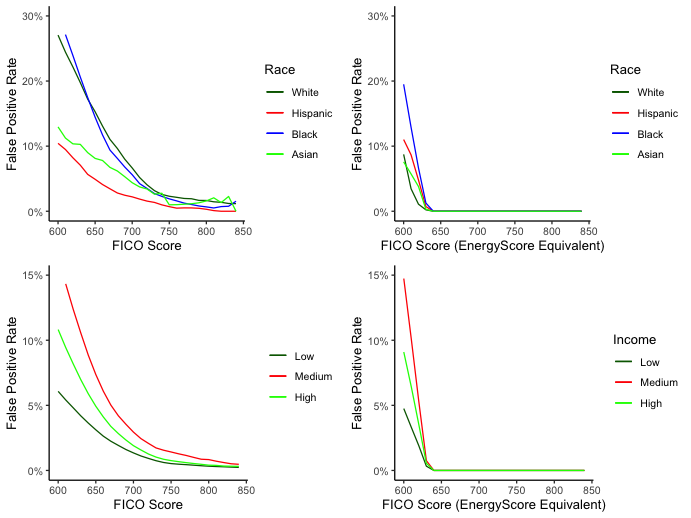 30%
20%
10%
0%
False Positive Rate
600 650 700 750 800 850
FICO Score
Race
White
Hispanic
Black
Asian
30%
20%
10%
0%
False Positive Rate
600 650 700 750 800 850
FICO Score (EnergyScore Equivalent)
Race
White
Hispanic
Black
Asian
15%
10%
5%
0%
False Positive Rate
600 650 700 750 800 850
FICO Score
Low
Medium
High
15%
10%
5%
0%
False Positive Rate
600 650 700 750 800 850
FICO Score (EnergyScore Equivalent)
Income
Low
Medium
High